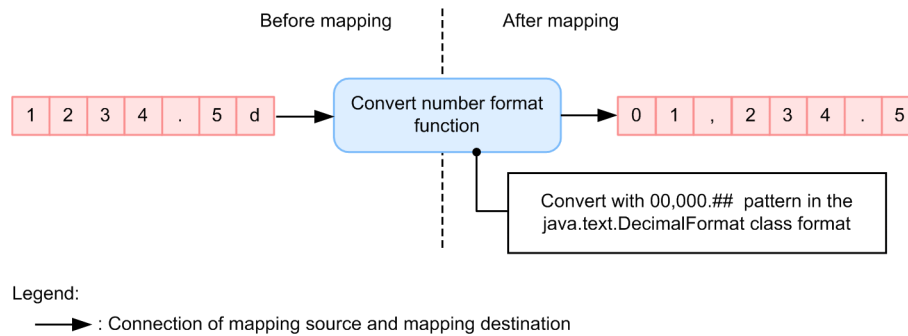 Before mapping
After mapping
1 2 3 4 . 5 d
Convert number format
function
0 1 , 2 3 4 . 5
Convert with 00,000.## pattern in the
java.text.DecimalFormat class format
Legend:
: Connection of mapping source and mapping destination